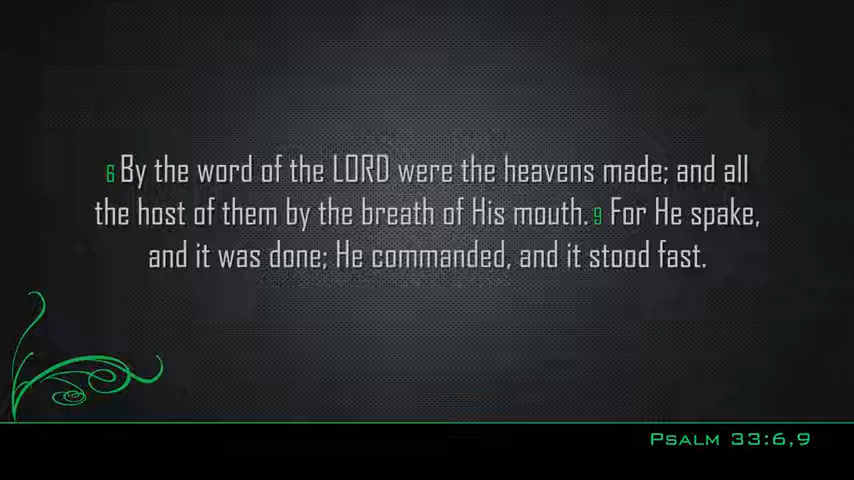 6 By the word of the LORD were the heavens made; and all
the host of them by the breath of His mouth. 9 For He spake,
and it was done; He commanded, and it stood fast.
Psalm 33:6,9